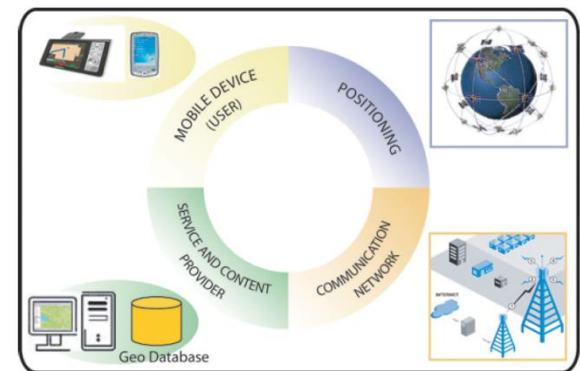 MOBILE DEVICE
(USER)
POSITIONING
SERVICE AND CONTENT
PROVIDER
COMMUNICATION
NETWORK
INTERNET
Geo Database